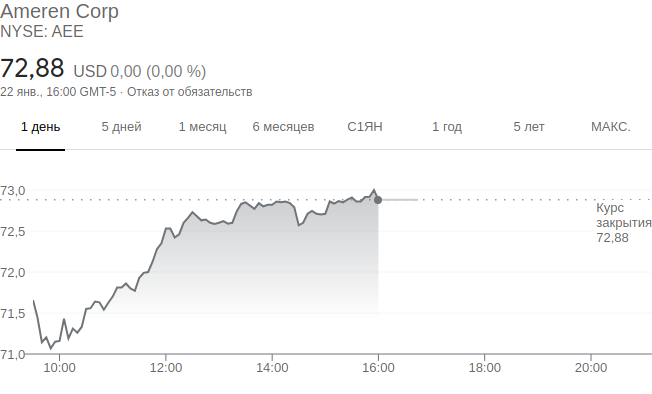 Ameren Corp
NYSE: AEE
72,88 USD 0,00 (0,00 %)
22 янв., 16:00 GMT-5 · Отказ от обязательств
1 день 5 дней 1 месяц 6 месяцев С1ЯН 1 год 5 лет МАКС.
73,0
Курс
закрытия
72,88
72,5
72,0
71,5
71,0
10:00 12:00 14:00 16:00 18:00 20:00